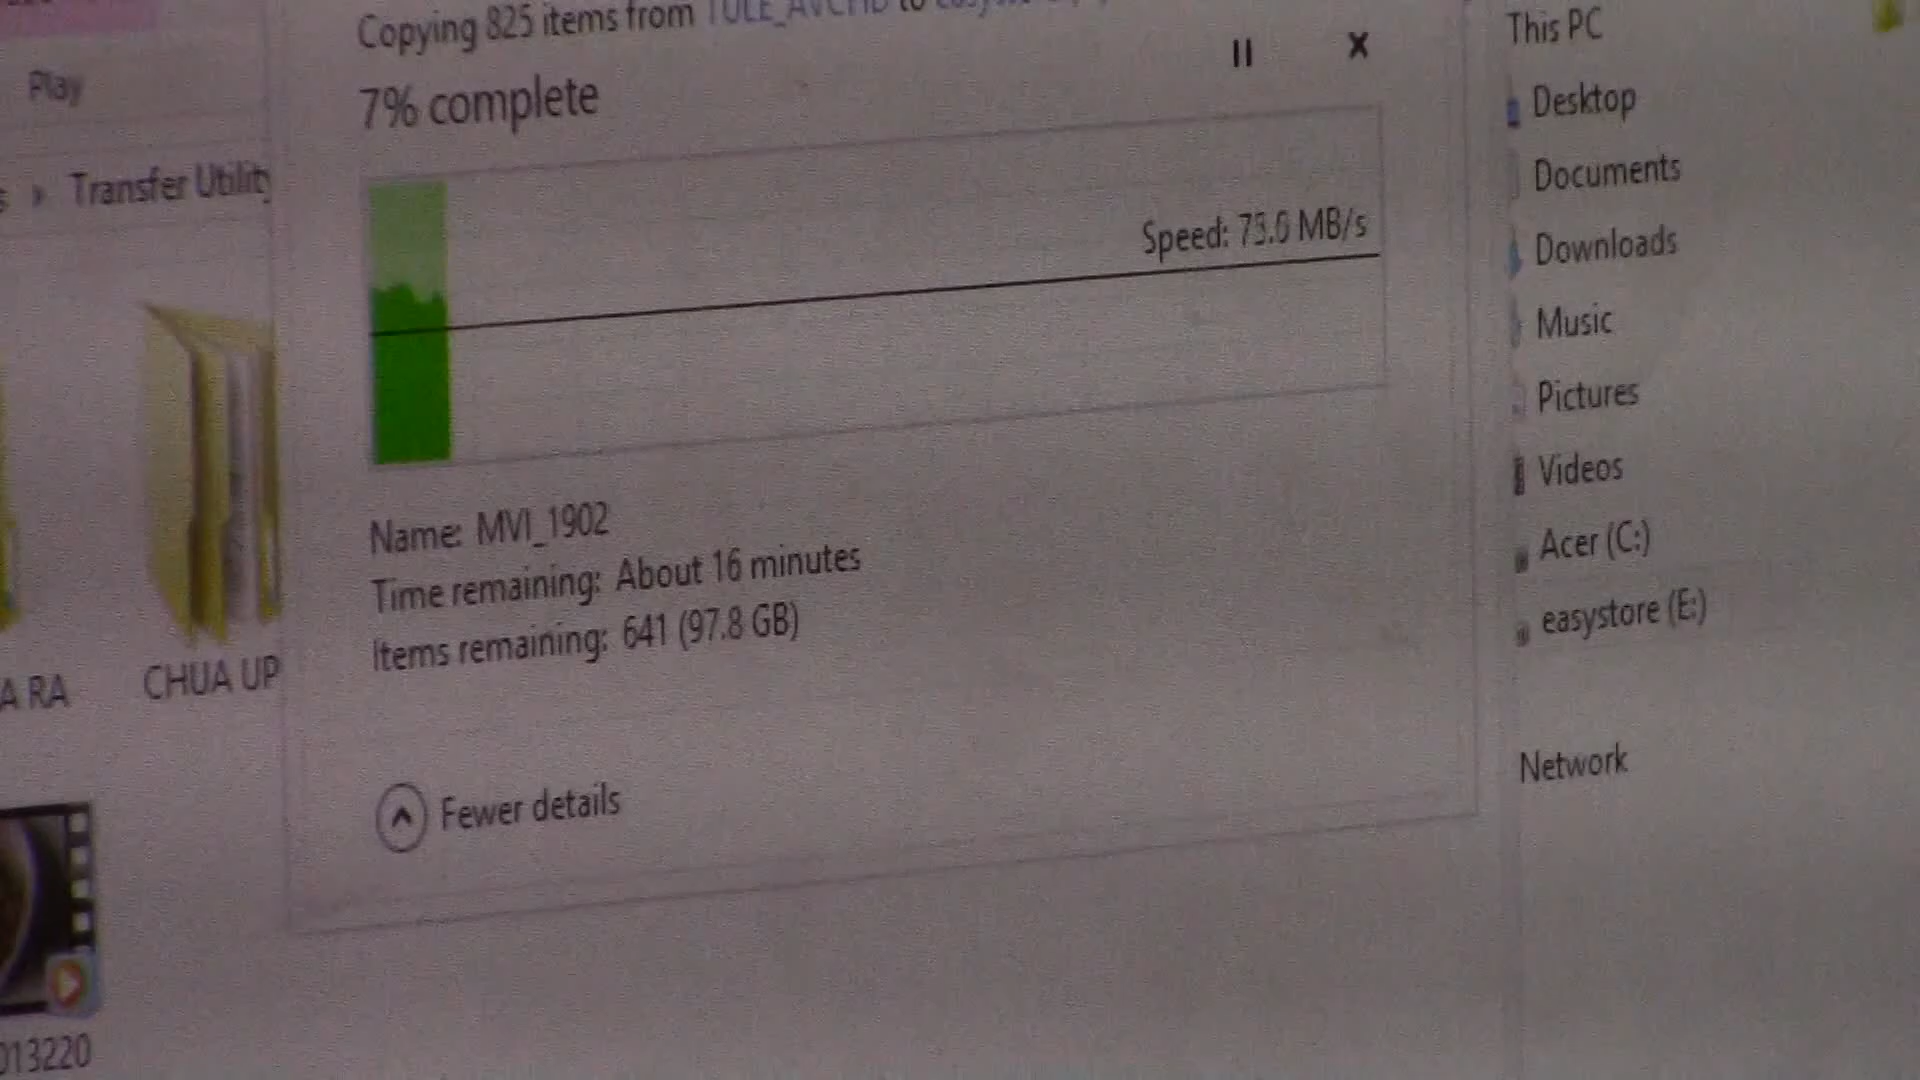 Play
Transfer Utility
A RA
CHUA UP
013220
Copying 825 items from TULE_AVCHD to
7% complete
Speed: 73.0 MB/s
Name: MVI_1902
Time remaining: About 16 minutes
Items remaining: 641 (97.8 GB)
Fewer details
This PC
Desktop
Documents
Downloads
Music
Pictures
Videos
Acer (C:)
easystore (E:)
Network